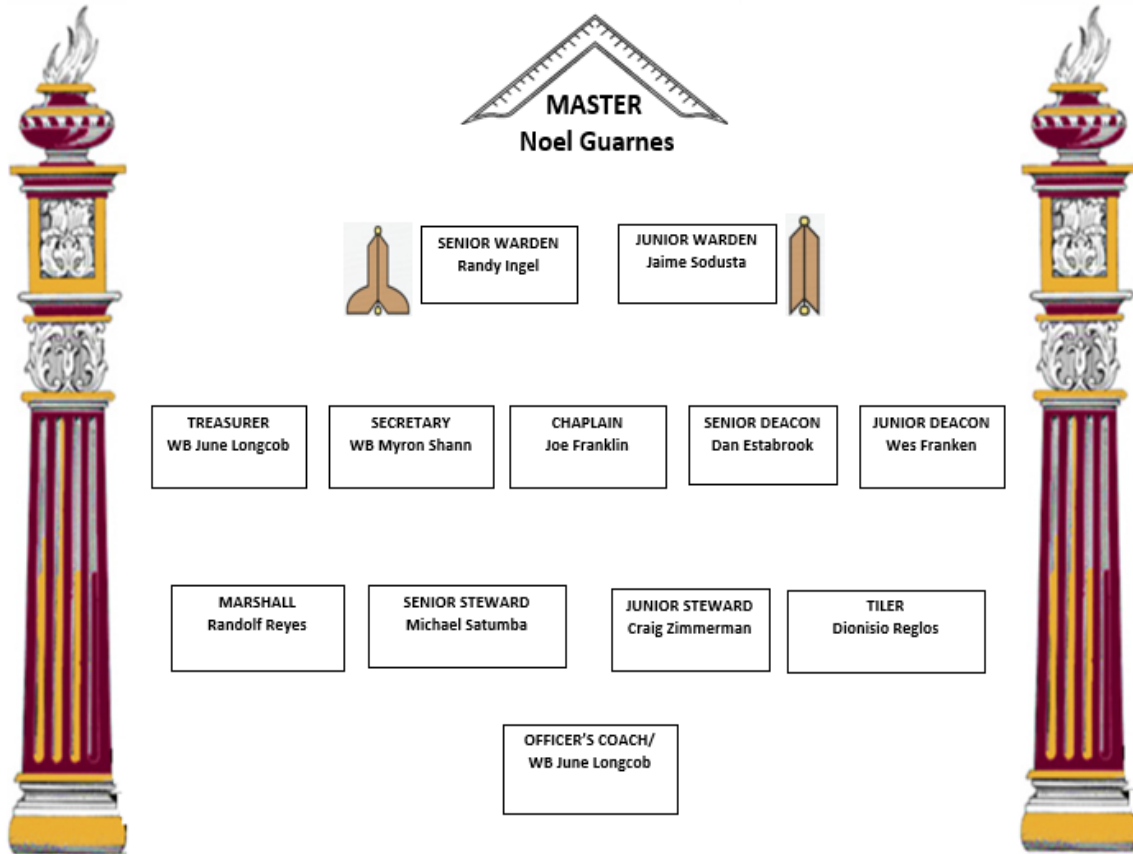 MASTER
Noel Guarnes
SENIOR WARDEN
Randy Ingel
JUNIOR WARDEN
Jaime Sodusta
TREASURER
WB June Longcob
SECRETARY
WB Myron Shann
CHAPLAIN
Joe Franklin
SENIOR DEACON
Dan Estabrook
JUNIOR DEACON
Wes Franken
MARSHALL
Randolf Reyes
SENIOR STEWARD
Michael Satumba
JUNIOR STEWARD
Craig Zimmerman
TILER
Dionisio Reglos
OFFICER’S COACH/
WB June Longcob